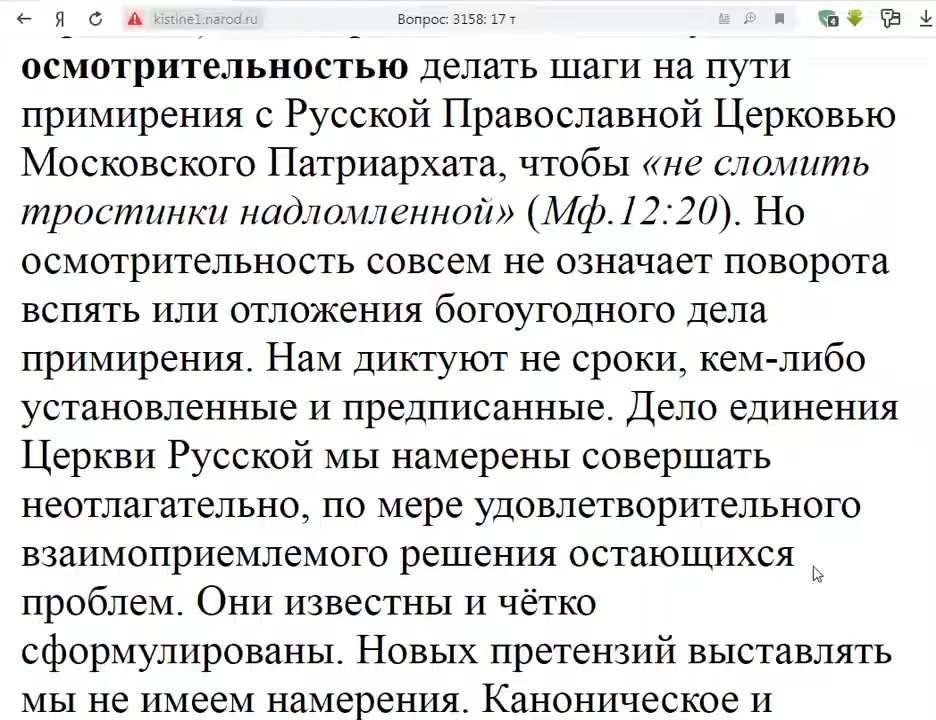 kistine1.narod.ru
Вопрос: 3158: 17 т
4
осмотрительностью делать шаги на пути
примирения с Русской Православной Церковью
Московского Патриархата, чтобы «не сломить
тростинки надломленной» (Мф.12:20). Но
осмотрительность совсем не означает поворота
вспять или отложения богоугодного дела
примирения. Нам диктуют не сроки, кем-либо
установленные и предписанные. Дело единения
Церкви Русской мы намерены совершать
неотлагательно, по мере удовлетворительного
взаимоприемлемого решения остающихся
проблем. Они известны и чётко
сформулированы. Новых претензий выставлять
мы не имеем намерения. Каноническое и